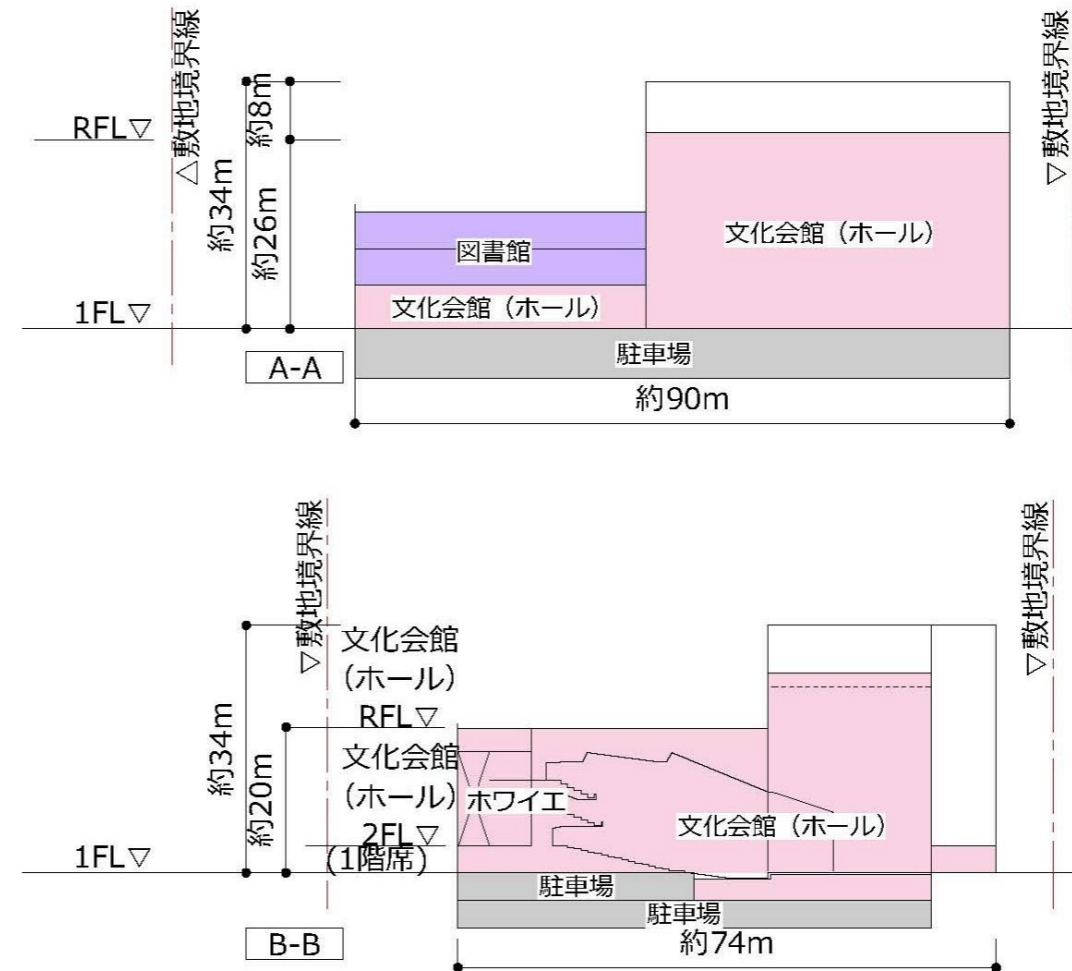 △敷地境界線
▽敷地境界線
RFL▽
約8m
約34m
約26m
文化会館（ホール）
図書館
文化会館（ホール）
1FL▽
駐車場
A-A
約90m
▽敷地境界線
▽敷地境界線
文化会館
（ホール）
RFL▽
約34m
約20m
文化会館
（ホール）
2FL▽
(1階席)
ホワイエ
文化会館（ホール）
1FL▽
駐車場
駐車場
B-B
約74m